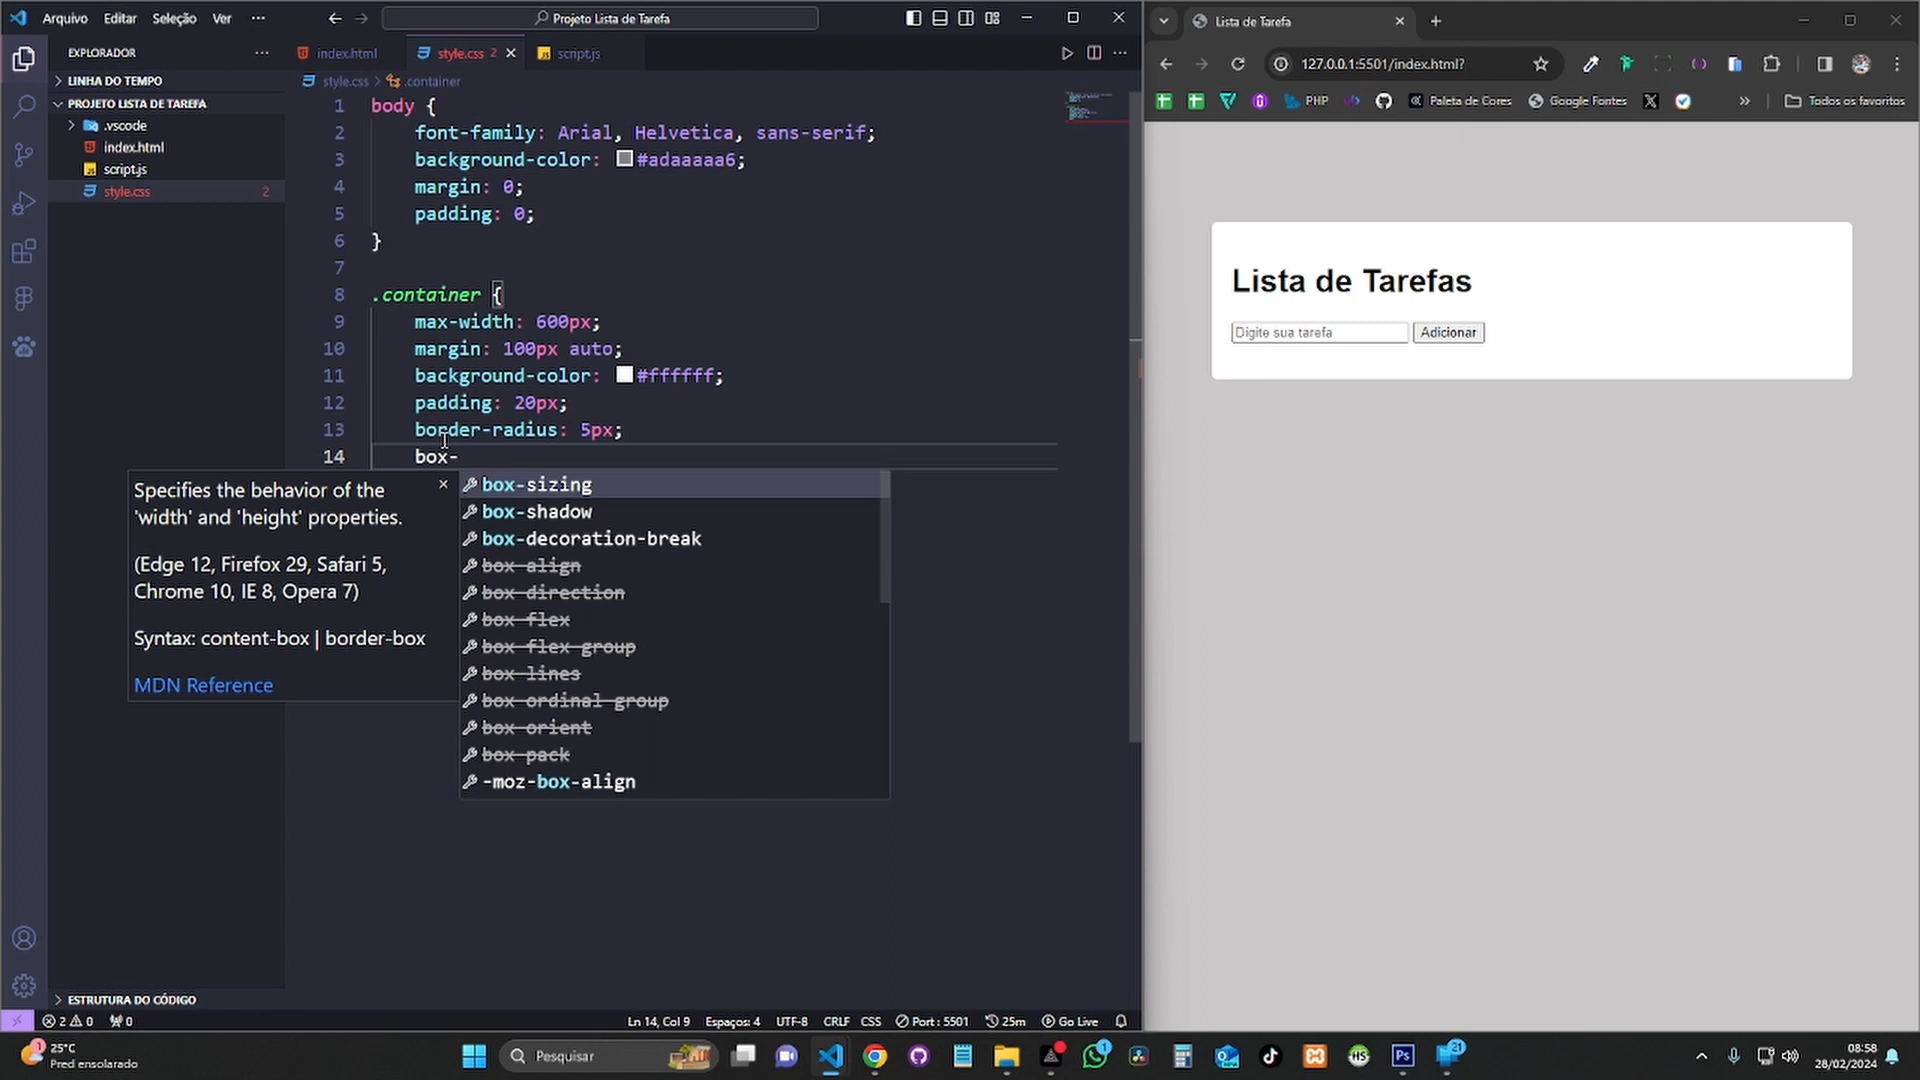 Arquivo Editar Seleção Ver ···
Projeto Lista de Tarefa
EXPLORADOR
LINHA DO TEMPO
PROJETO LISTA DE TAREFA
.vscode
index.html
script.js
style.css 2
ESTRUTURA DO CÓDIGO
index.html style.css 2 script.js
style.css > .container
1 body {
2 font-family: Arial, Helvetica, sans-serif;
3 background-color: #adaaaaa6;
4 margin: 0;
5 padding: 0;
6 }
7
8 .container {
9 max-width: 600px;
10 margin: 100px auto;
11 background-color: #ffffff;
12 padding: 20px;
13 border-radius: 5px;
14 box-
Specifies the behavior of the
'width' and 'height' properties.
(Edge 12, Firefox 29, Safari 5,
Chrome 10, IE 8, Opera 7)
Syntax: content-box | border-box
MDN Reference
box-sizing
box-shadow
box-decoration-break
box-align
box-direction
box-flex
box-flex-group
box-lines
box-ordinal-group
box-orient
box-pack
-moz-box-align
2 0 0
Ln 14, Col 9 Espaços: 4 UTF-8 CRLF CSS Port : 5501 25m Go Live
Lista de Tarefa
127.0.0.1:5501/index.html?
PHP Paleta de Cores Google Fontes » Todos os favoritos
Lista de Tarefas
Digite sua tarefa Adicionar
1
25°C
Pred ensolarado
Pesquisar
1
HS
Ps
21
08:58
28/02/2024